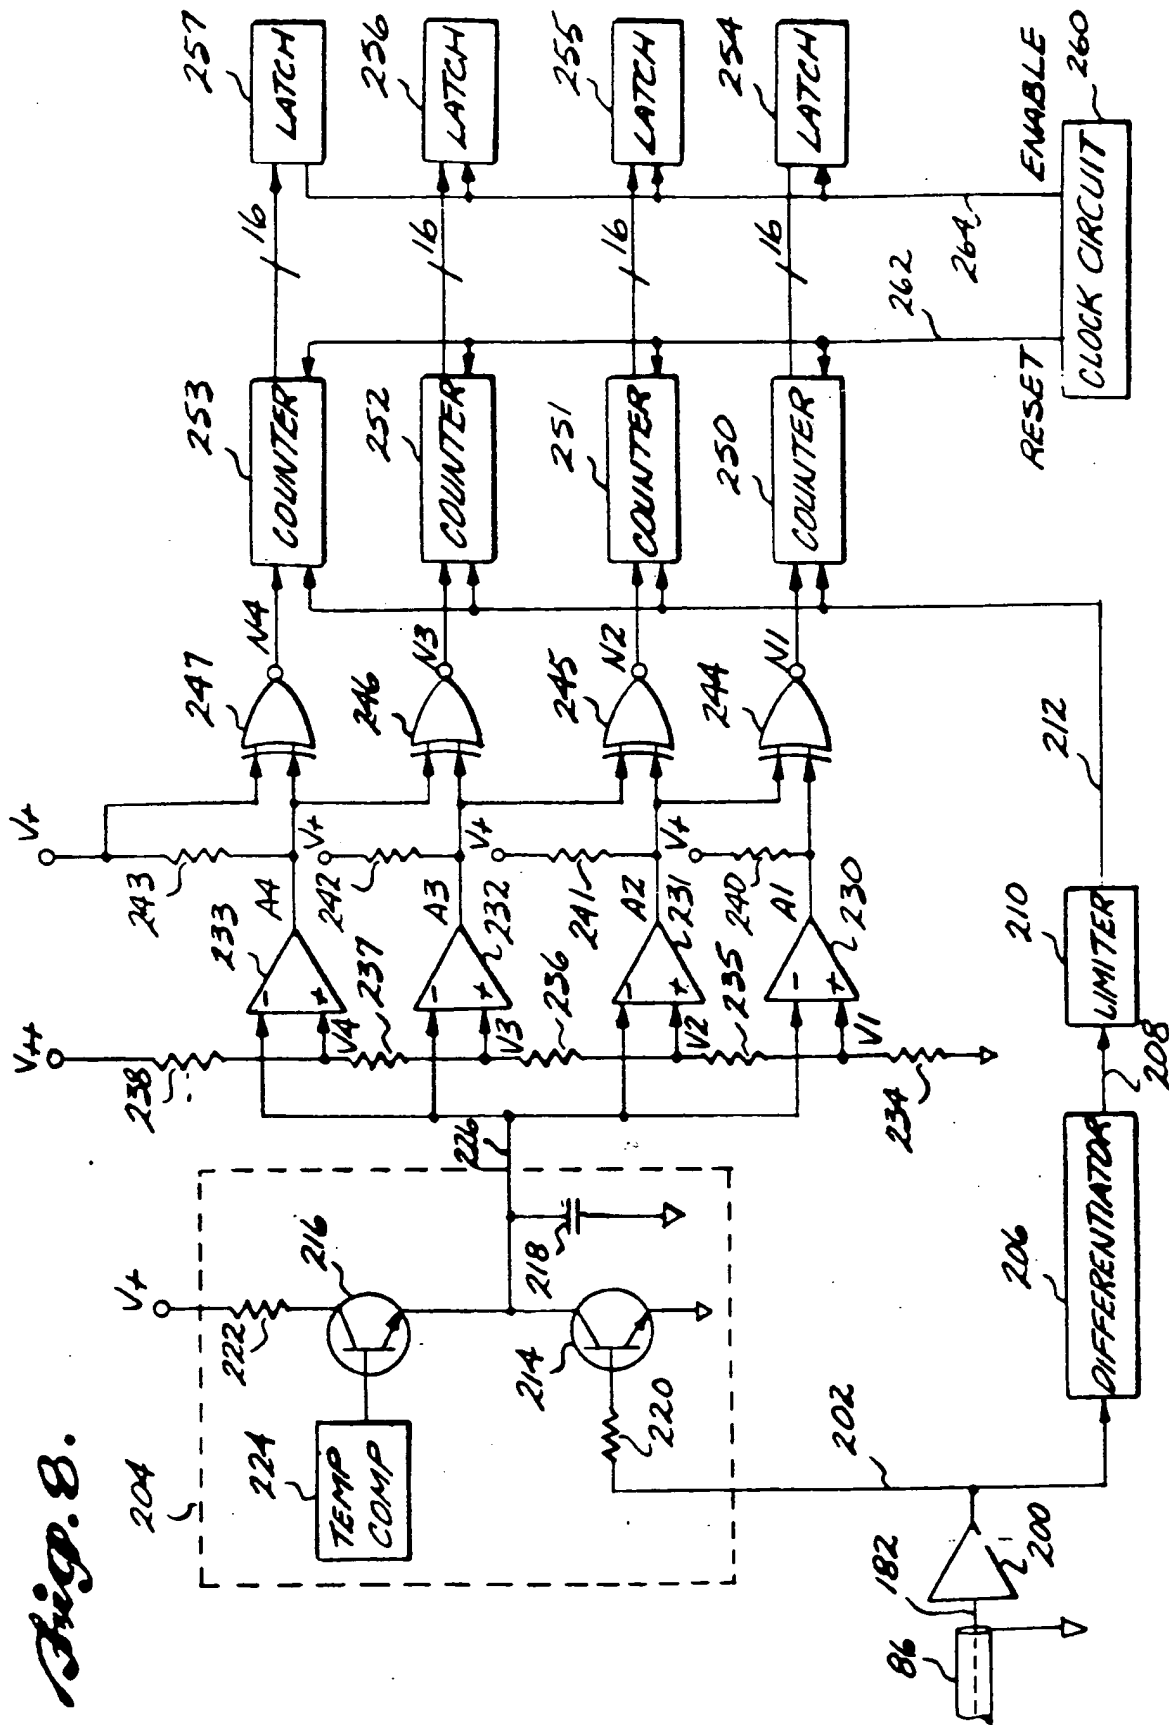 Fig. 8.
257
LATCH
256
LATCH
255
LATCH
254
LATCH
16
16
16
16
ENABLE
260
264
262
RESET
CLOCK CIRCUIT
253
COUNTER
252
COUNTER
251
COUNTER
250
COUNTER
N4
N3
N2
N1
247
246
245
244
212
V+
243
V+
242
V+
241
V+
240
A4
A3
A2
A1
233
232
231
230
V++
238
237
236
235
234
V4
V3
V2
V1
-
+
-
+
-
+
-
+
210
LIMITER
208
226
204
V+
222
216
218
214
220
224
TEMP
COMP
202
206
DIFFERENTIATOR
200
182
86